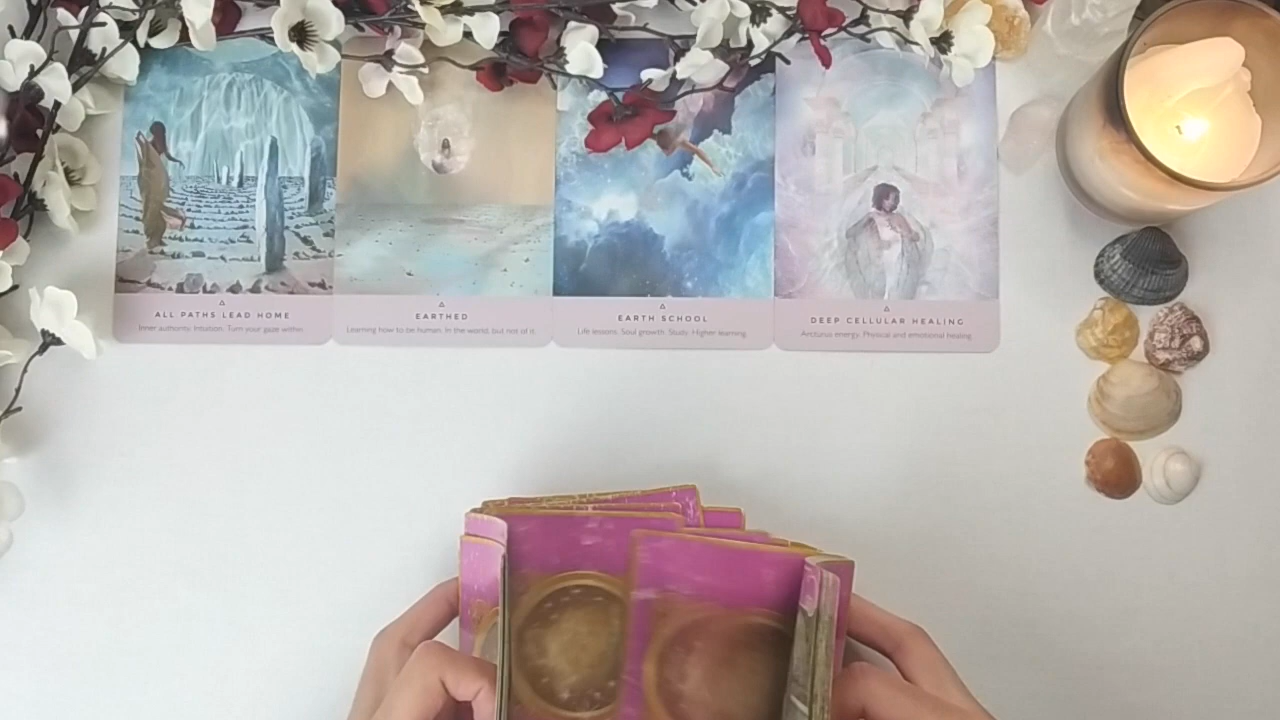 ALL PATHS LEAD HOME
Inner authority. Intuition. Turn your gaze within.
EARTHED
Learning how to be human. In the world, but not of it.
EARTH SCHOOL
Life lessons. Soul growth. Study. Higher learning.
DEEP CELLULAR HEALING
Arcturus energy. Physical and emotional healing.